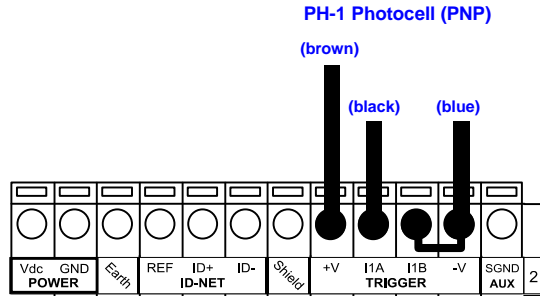 PH-1 Photocell (PNP)
(brown)
(black) (blue)
Vdc GND Earth REF ID+ ID- Shield +V I1A I1B -V SGND 2
POWER ID-NET TRIGGER AUX